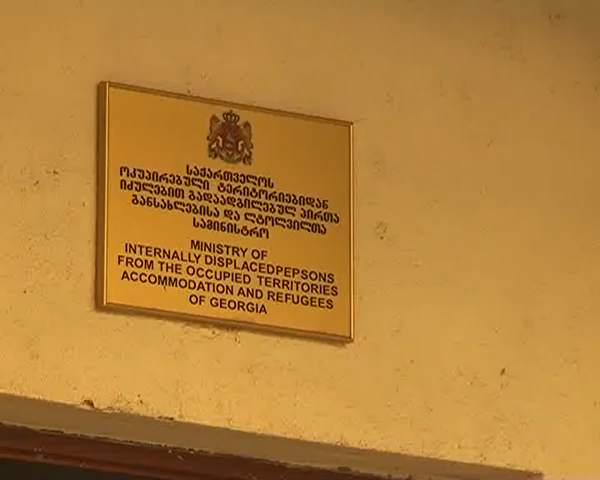 საქართველოს
ოკუპირებული ტერიტორიებიდან
იძულებით გადაადგილებულ პირთა
განსახლებისა და ლტოლვილთა
სამინისტრო
MINISTRY OF
INTERNALLY DISPLACEDPEPSONS
FROM THE OCCUPIED TERRITORIES
ACCOMMODATION AND REFUGEES
OF GEORGIA